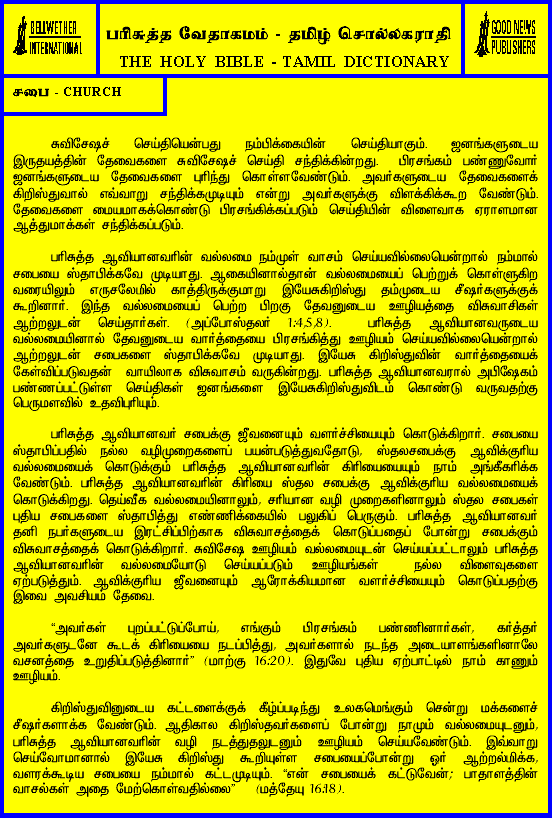 BELLWETHER
INTERNATIONAL
பரிசுத்த வேதாகமம் - தமிழ் சொல்லகராதி
THE HOLY BIBLE - TAMIL DICTIONARY
GOOD NEWS
PUBLISHERS
சபை - CHURCH
சுவிசேஷச் செய்தியென்பது நம்பிக்கையின் செய்தியாகும். ஜனங்களுடைய
இருதயத்தின் தேவைகளை சுவிசேஷச் செய்தி சந்திக்கின்றது. பிரசங்கம் பண்ணுவோர்
ஜனங்களுடைய தேவைகளை புரிந்து கொள்ளவேண்டும். அவர்களுடைய தேவைகளைக்
கிறிஸ்துவால் எவ்வாறு சந்திக்கமுடியும் என்று அவர்களுக்கு விளக்கிக்கூற வேண்டும்.
தேவைகளை மையமாகக்கொண்டு பிரசங்கிக்கப்படும் செய்தியின் விளைவாக ஏராளமான
ஆத்துமாக்கள் சந்திக்கப்படும்.
பரிசுத்த ஆவியானவரின் வல்லமை நம்முள் வாசம் செய்யவில்லையென்றால் நம்மால்
சபையை ஸ்தாபிக்கவே முடியாது. ஆகையினால்தான் வல்லமையைப் பெற்றுக் கொள்ளுகிற
வரையிலும் எருசலேமில் காத்திருக்குமாறு இயேசுகிறிஸ்து தம்முடைய சீஷர்களுக்குக்
கூறினார். இந்த வல்லமையைப் பெற்ற பிறகு தேவனுடைய ஊழியத்தை விசுவாசிகள்
ஆற்றலுடன் செய்தார்கள். (அப்போஸ்தலர் 1:4,5,8). பரிசுத்த ஆவியானவருடைய
வல்லமையினால் தேவனுடைய வார்த்தையை பிரசங்கித்து ஊழியம் செய்யவில்லையென்றால்
ஆற்றலுடன் சபைகளை ஸ்தாபிக்கவே முடியாது. இயேசு கிறிஸ்துவின் வார்த்தையைக்
கேள்விப்படுவதன் வாயிலாக விசுவாசம் வருகின்றது. பரிசுத்த ஆவியானவரால் அபிஷேகம்
பண்ணப்பட்டுள்ள செய்திகள் ஜனங்களை இயேசுகிறிஸ்துவிடம் கொண்டு வருவதற்கு
பெருமளவில் உதவிபுரியும்.
பரிசுத்த ஆவியானவர் சபைக்கு ஜீவனையும் வளர்ச்சியையும் கொடுக்கிறார். சபையை
ஸ்தாபிப்பதில் நல்ல வழிமுறைகளைப் பயன்படுத்துவதோடு, ஸ்தலசபைக்கு ஆவிக்குரிய
வல்லமையைக் கொடுக்கும் பரிசுத்த ஆவியானவரின் கிரியையையும் நாம் அங்கீகரிக்க
வேண்டும். பரிசுத்த ஆவியானவரின் கிரியை ஸ்தல சபைக்கு ஆவிக்குரிய வல்லமையைக்
கொடுக்கிறது. தெய்வீக வல்லமையினாலும், சரியான வழி முறைகளினாலும் ஸ்தல சபைகள்
புதிய சபைகளை ஸ்தாபித்து எண்ணிக்கையில் பலுகிப் பெருகும். பரிசுத்த ஆவியானவர்
தனி நபர்களுடைய இரட்சிப்பிற்காக விசுவாசத்தைக் கொடுப்பதைப் போன்று சபைக்கும்
விசுவாசத்தைக் கொடுக்கிறார். சுவிசேஷ ஊழியம் வல்லமையுடன் செய்யப்பட்டாலும் பரிசுத்த
ஆவியானவரின் வல்லமையோடு செய்யப்படும் ஊழியங்கள் நல்ல விளைவுகளை
ஏற்படுத்தும். ஆவிக்குரிய ஜீவனையும் ஆரோக்கியமான வளர்ச்சியையும் கொடுப்பதற்கு
இவை அவசியம் தேவை.
“அவர்கள் புறப்பட்டுப்போய், எங்கும் பிரசங்கம் பண்ணினார்கள், கர்த்தர்
அவர்களுடனே கூடக் கிரியையை நடப்பித்து, அவர்களால் நடந்த அடையாளங்களினாலே
வசனத்தை உறுதிப்படுத்தினார்” (மாற்கு 16:20). இதுவே புதிய ஏற்பாட்டில் நாம் காணும்
ஊழியம்.
கிறிஸ்துவினுடைய கட்டளைக்குக் கீழ்ப்படிந்து உலகமெங்கும் சென்று மக்களைச்
சீஷர்களாக்க வேண்டும். ஆதிகால கிறிஸ்தவர்களைப் போன்று நாமும் வல்லமையுடனும்,
பரிசுத்த ஆவியானவரின் வழி நடத்துதலுடனும் ஊழியம் செய்யவேண்டும். இவ்வாறு
செய்வோமானால் இயேசு கிறிஸ்து கூறியுள்ள சபையைப்போன்று ஓர் ஆற்றல்மிக்க,
வளரக்கூடிய சபையை நம்மால் கட்டமுடியும். “என் சபையைக் கட்டுவேன்; பாதாளத்தின்
வாசல்கள் அதை மேற்கொள்வதில்லை” (மத்தேயு 16:18).